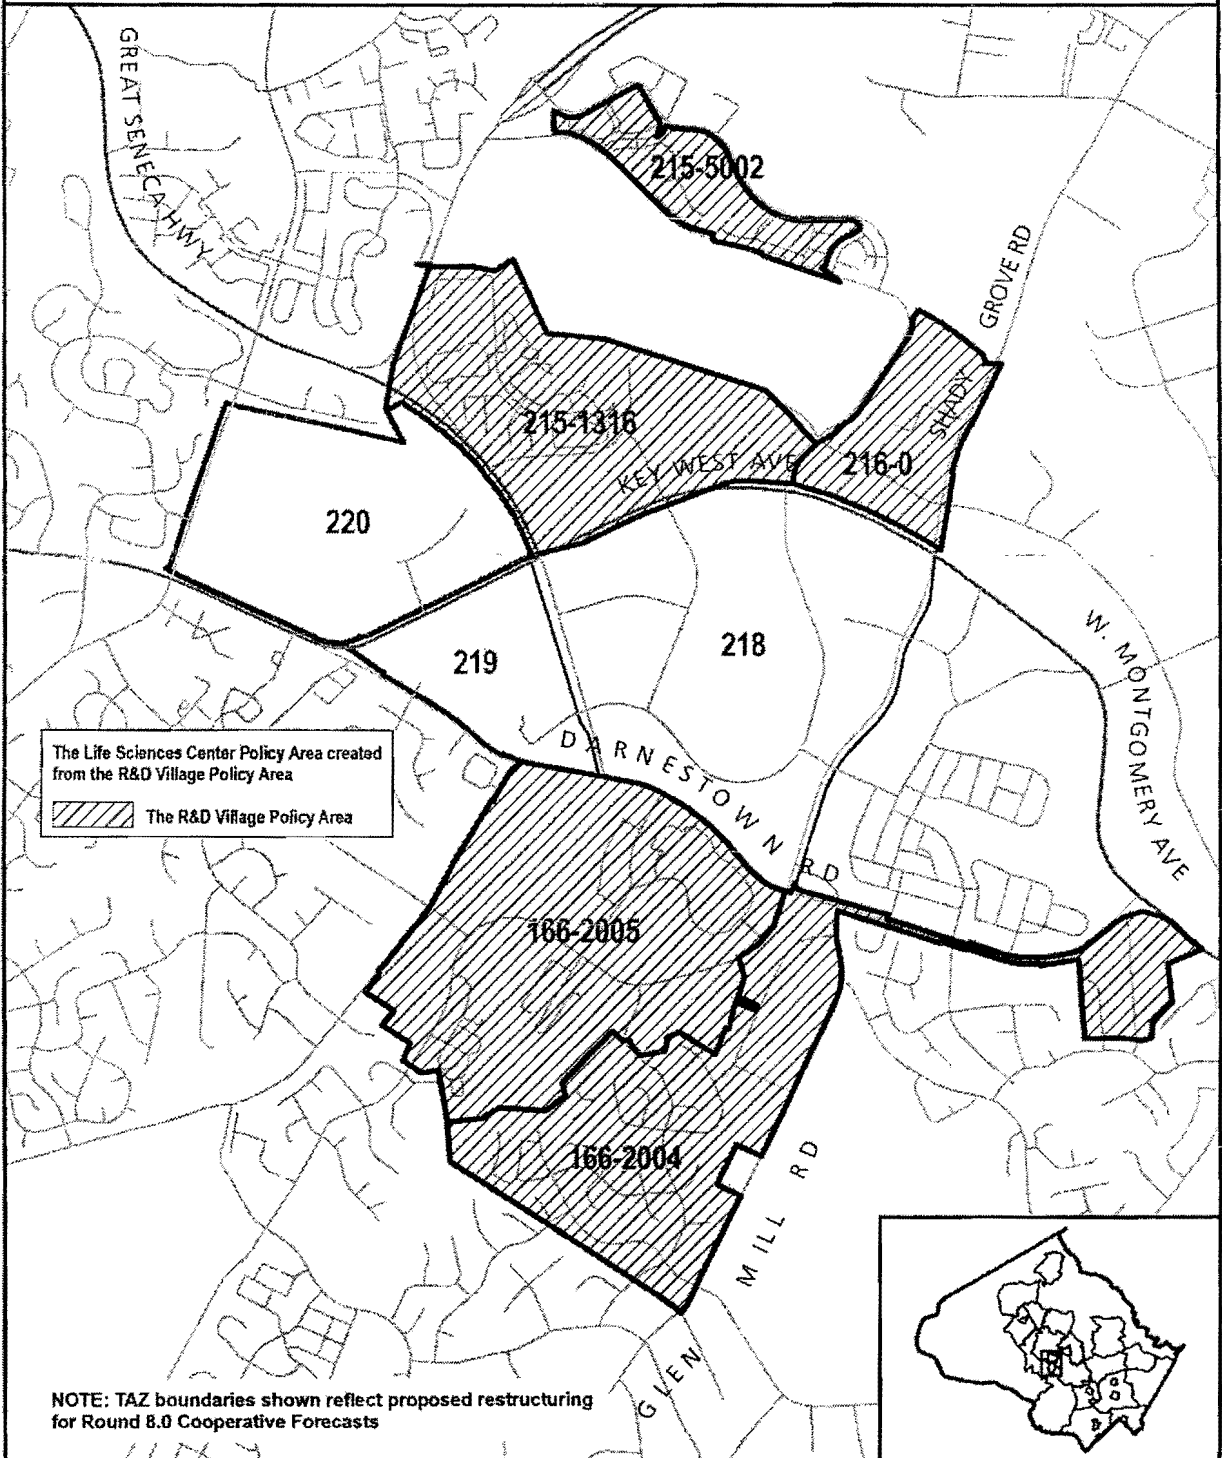 GREAT SENECA HWY
215-5002
GROVE RD
SHADY
215-1316
KEY WEST AVE
216-0
220
219
218
W. MONTGOMERY AVE
DARNESTOWN RD
The Life Sciences Center Policy Area created
from the R&D Village Policy Area
The R&D Village Policy Area
166-2005
166-2004
MILL RD
GLEN
NOTE: TAZ boundaries shown reflect proposed restructuring
for Round 8.0 Cooperative Forecasts